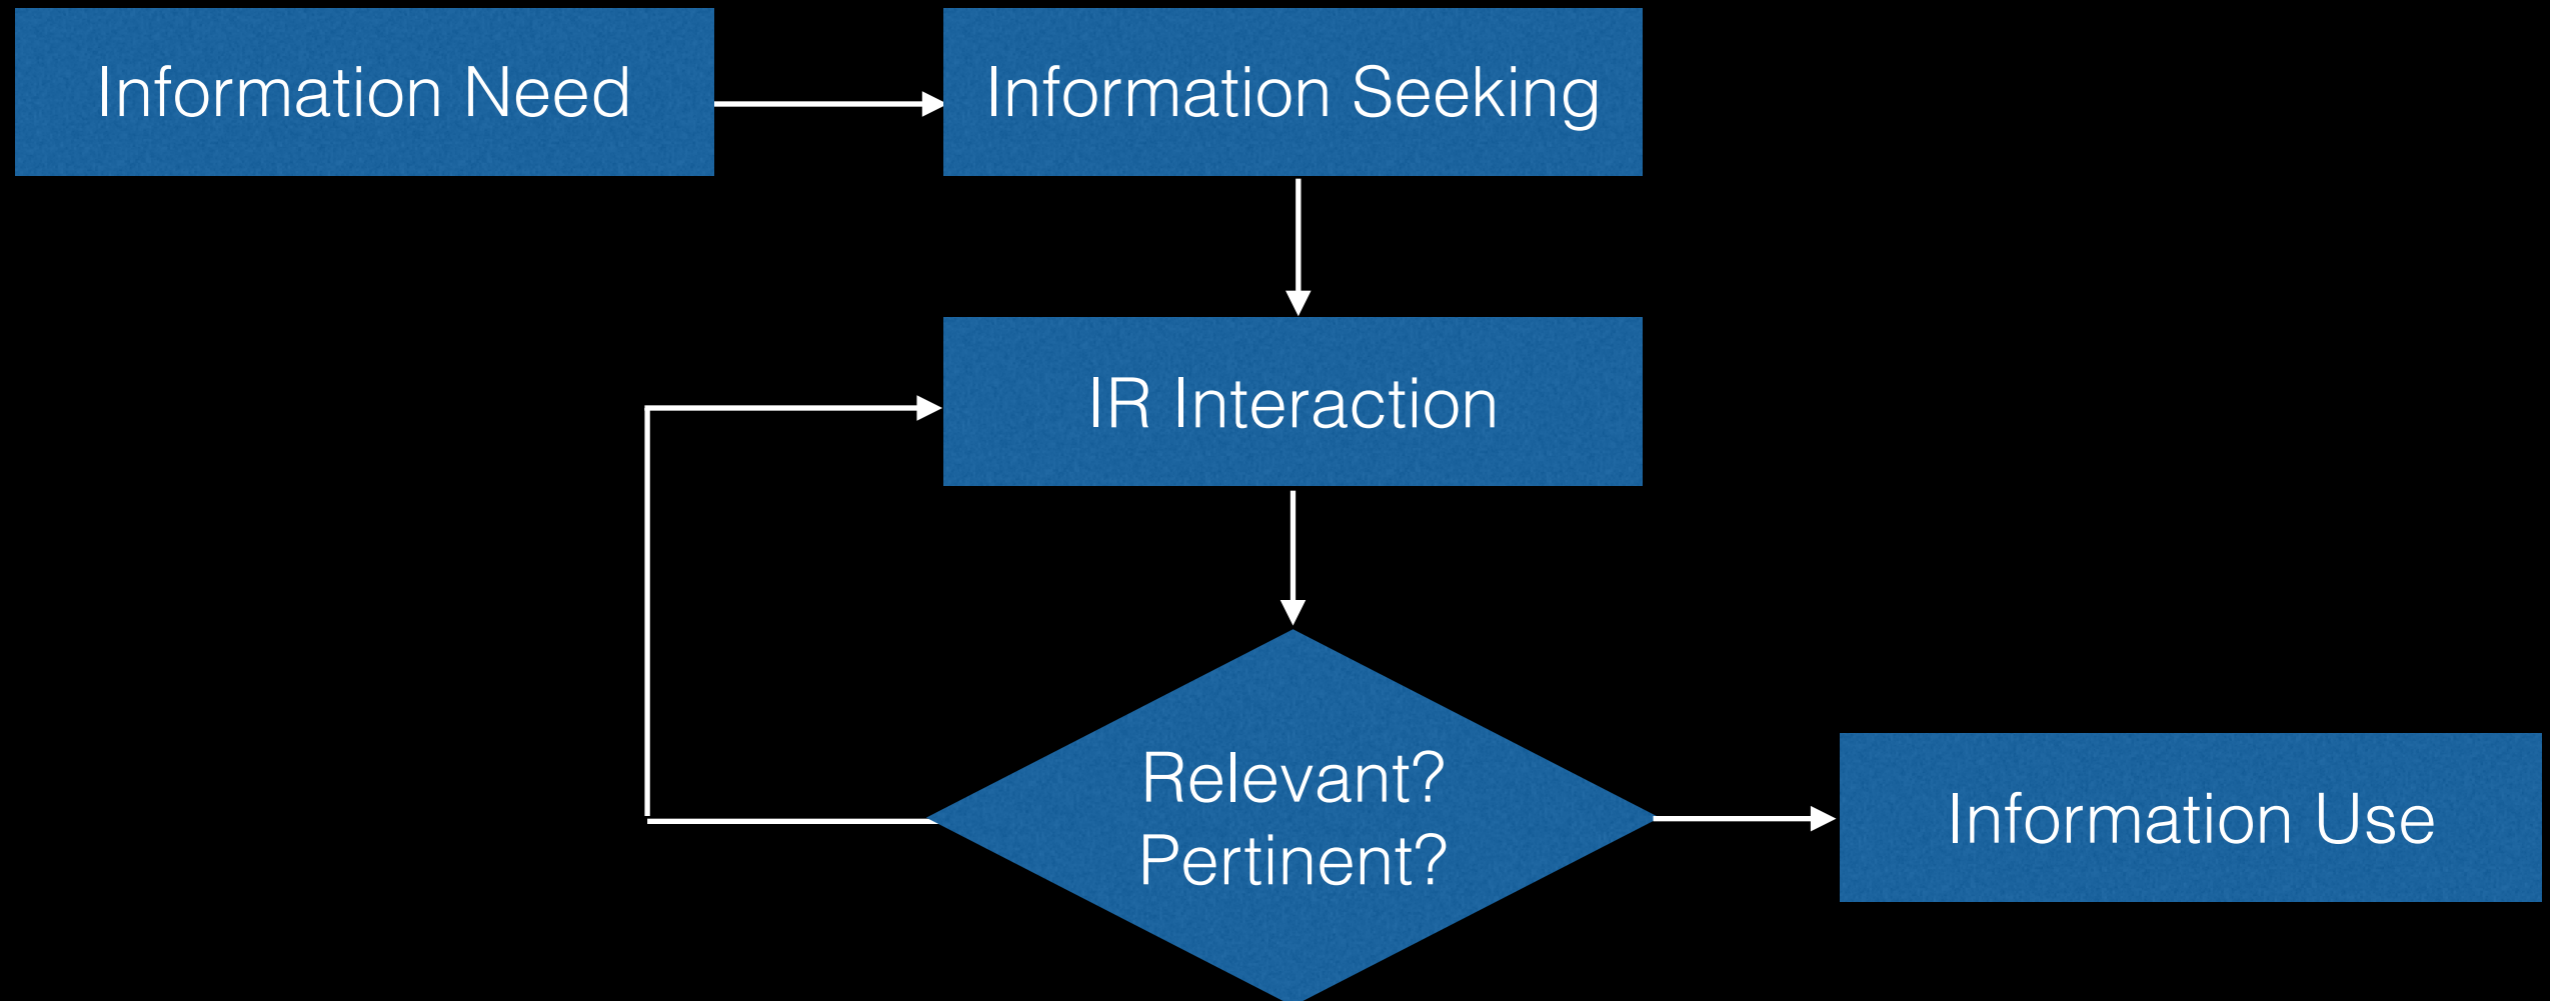 Information Need
Information Seeking
IR Interaction
Relevant?
Pertinent?
Information Use